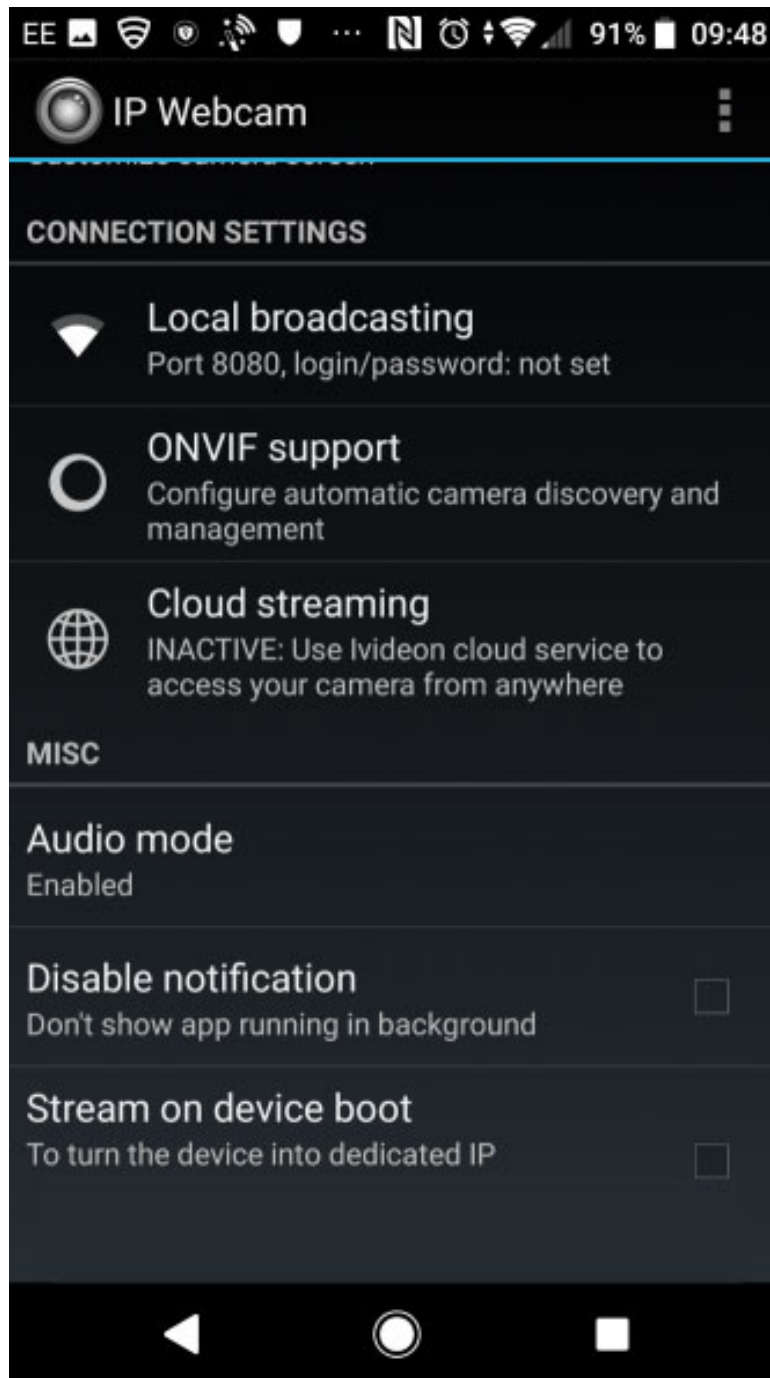 EE 91% 09:48
IP Webcam
Customize camera screen
CONNECTION SETTINGS
Local broadcasting
Port 8080, login/password: not set
ONVIF support
Configure automatic camera discovery and
management
Cloud streaming
INACTIVE: Use Ivideon cloud service to
access your camera from anywhere
MISC
Audio mode
Enabled
Disable notification
Don't show app running in background
Stream on device boot
To turn the device into dedicated IP